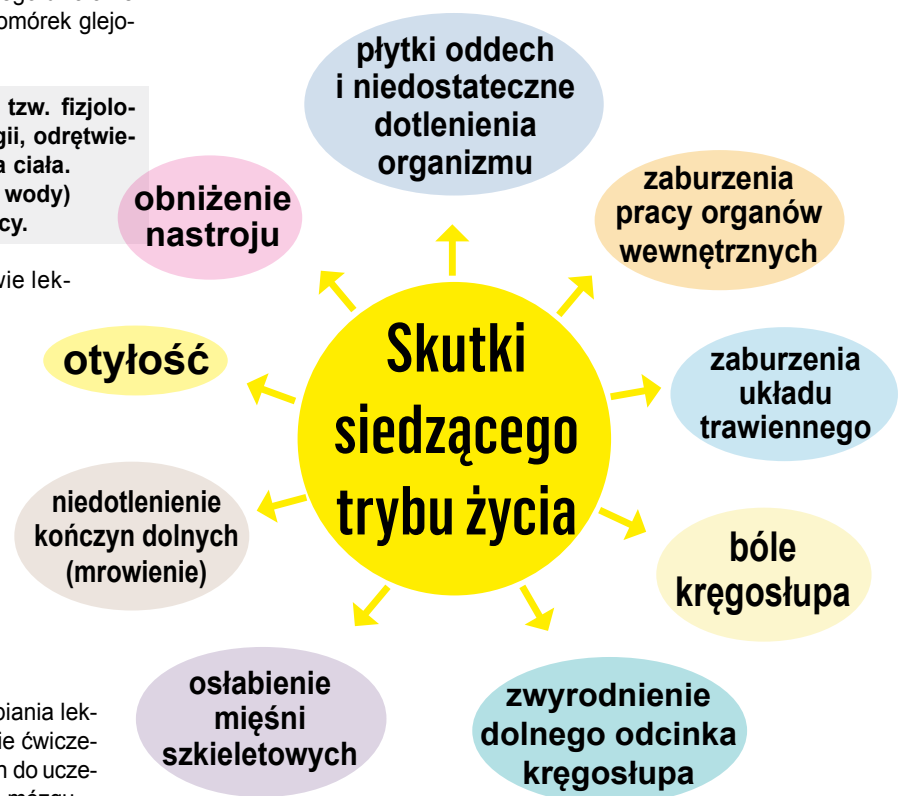 omórek glejo-
tzw. fizjolo-
gii, odrętwie-
a ciała.
wody)
cy.
wie lek-
biania lek-
ie ćwicze-
n do ucze-
Skutki
siedzącego
trybu życia
płytki oddech
i niedostateczne
dotlenienia
organizmu
zaburzenia
pracy organów
wewnętrznych
zaburzenia
układu
trawiennego
bóle
kręgosłupa
zwyrodnienie
dolnego odcinka
kręgosłupa
osłabienie
mięśni
szkieletowych
niedotlenienie
kończyn dolnych
(mrowienie)
otyłość
obniżenie
nastroju